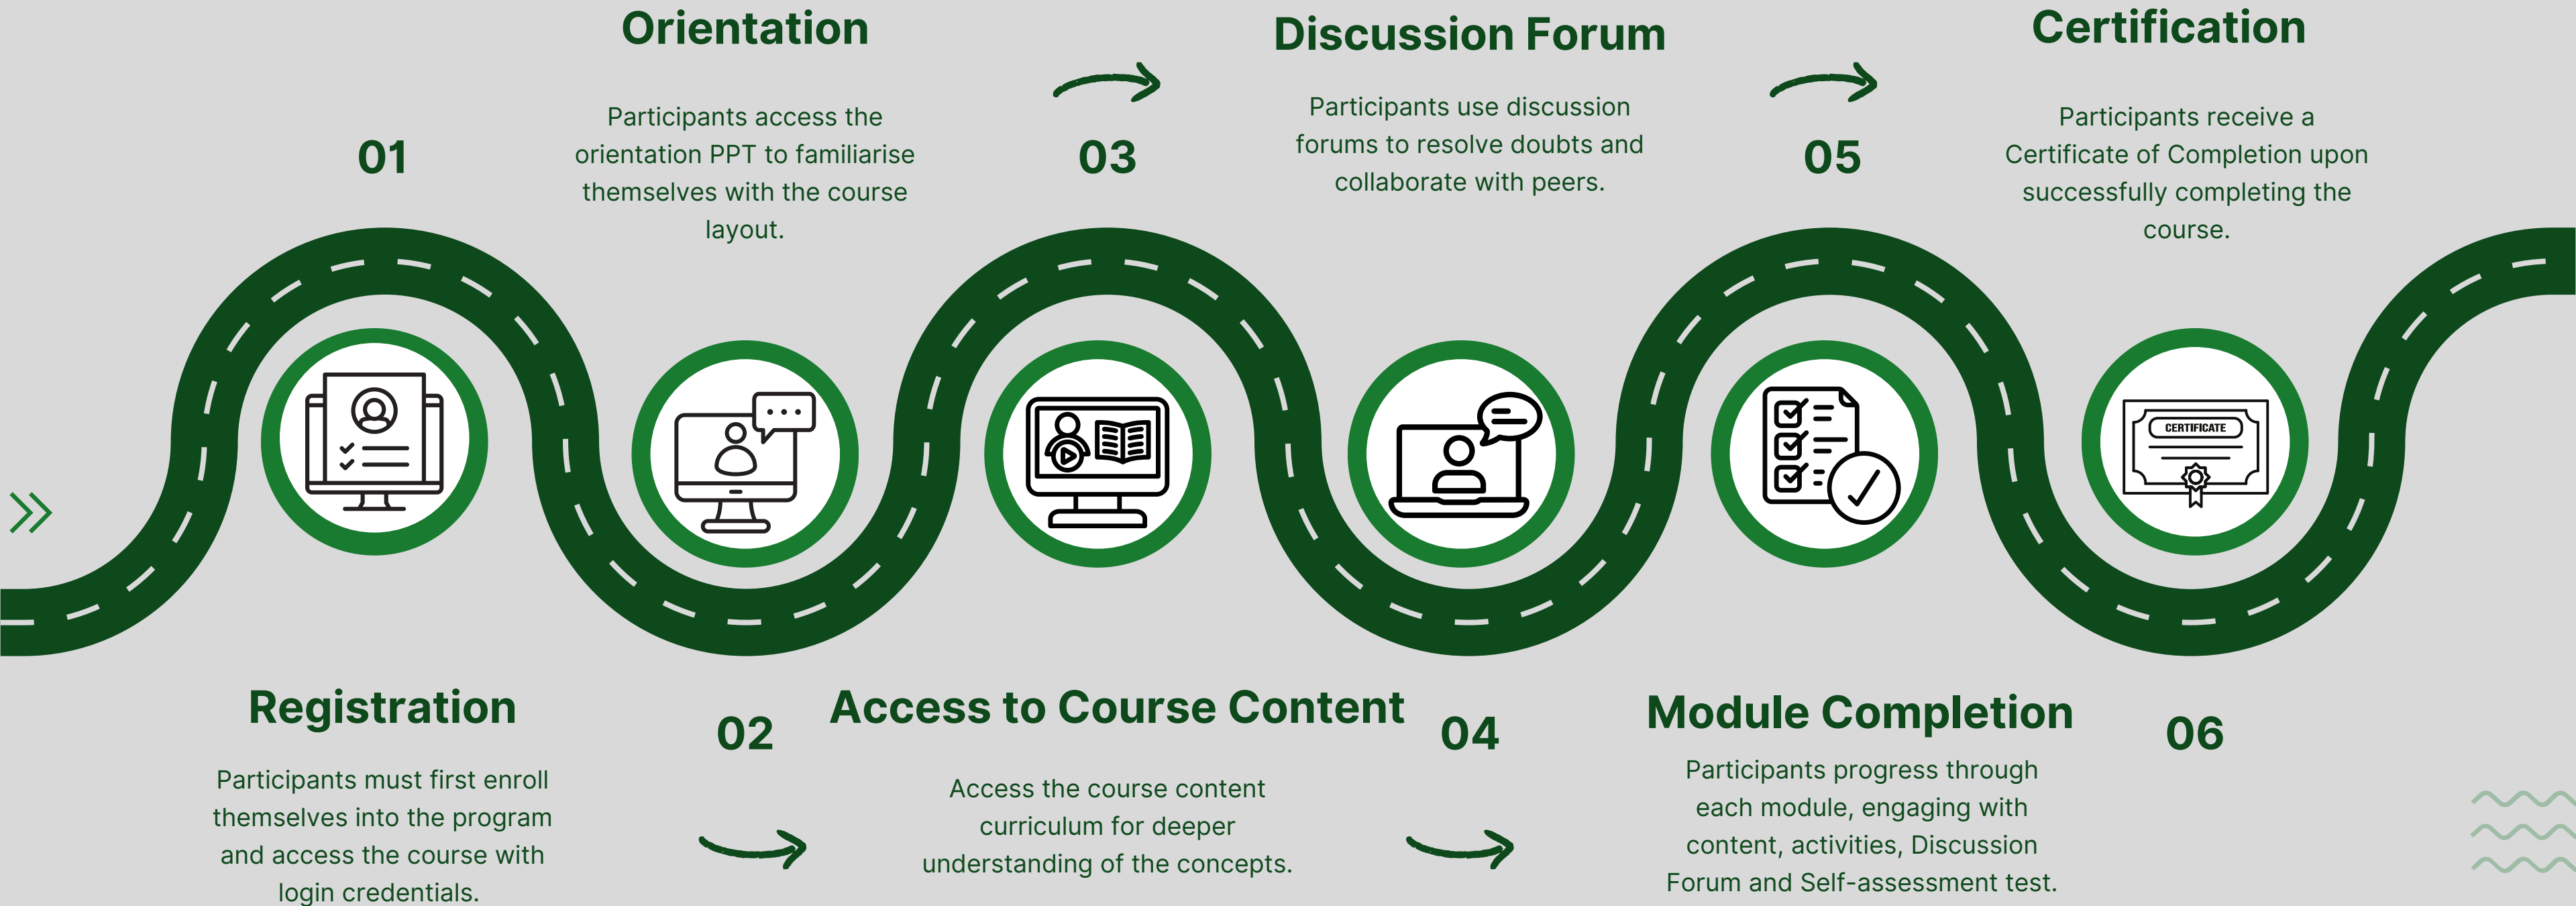 01
Registration
Participants must first enroll
themselves into the program
and access the course with
login credentials.
Orientation
Participants access the
orientation PPT to familiarise
themselves with the course
layout.
02
03
Access to Course Content
Access the course content
curriculum for deeper
understanding of the concepts.
Discussion Forum
Participants use discussion
forums to resolve doubts and
collaborate with peers.
04
05
Module Completion
Participants progress through
each module, engaging with
content, activities, Discussion
Forum and Self-assessment test.
Certification
Participants receive a
Certificate of Completion upon
successfully completing the
course.
CERTIFICATE
06